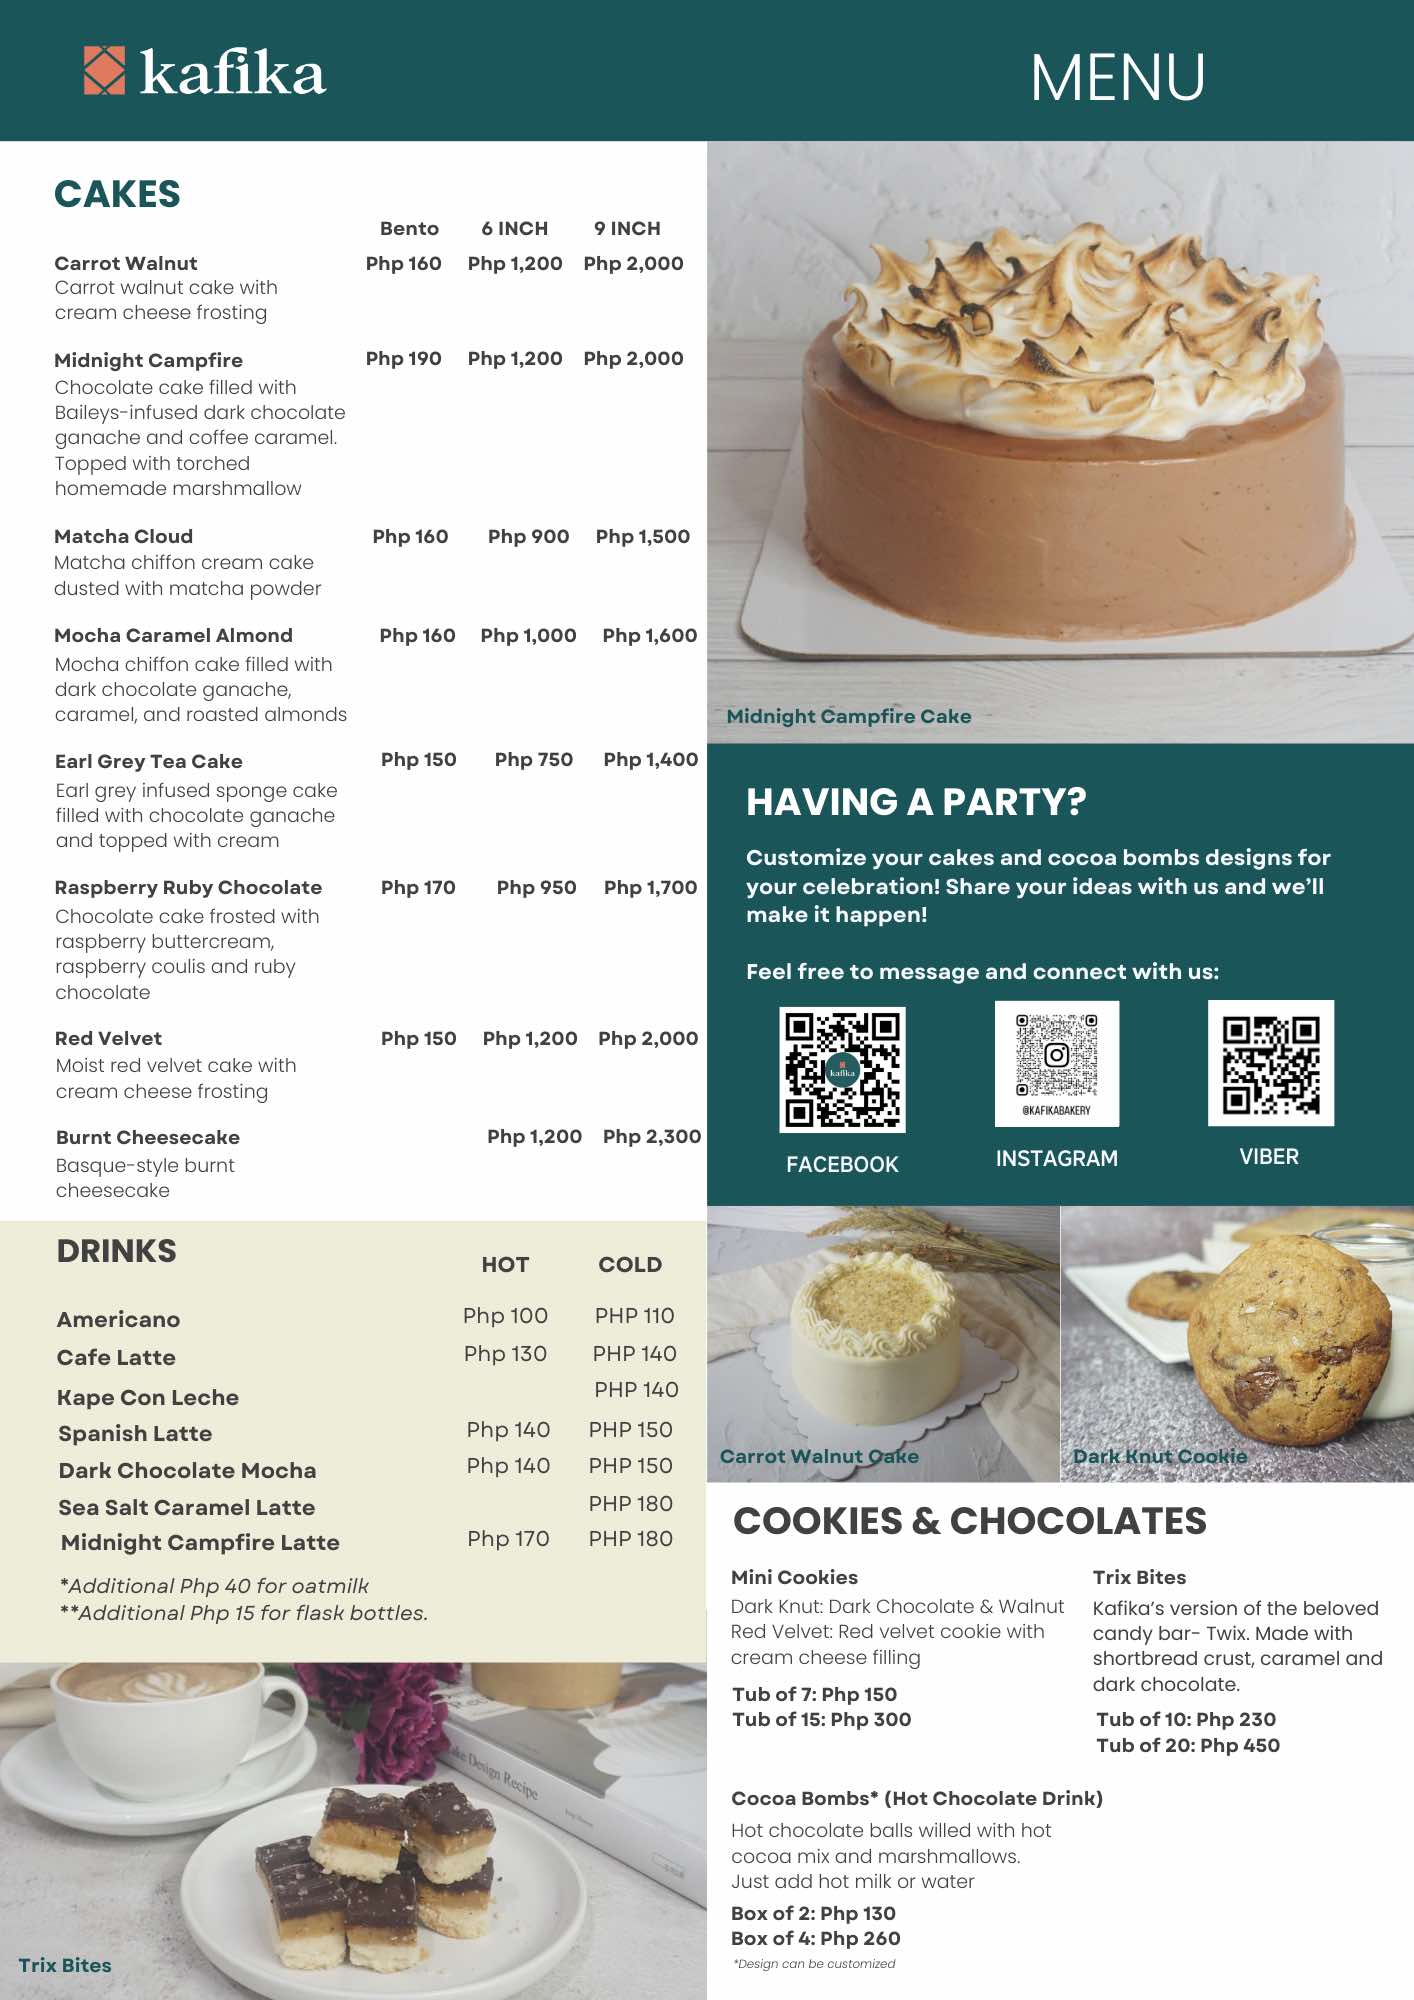 kafika
MENU
CAKES
Bento 6 INCH 9 INCH
Carrot Walnut Php 160 Php 1,200 Php 2,000
Carrot walnut cake with
cream cheese frosting
Midnight Campfire Php 190 Php 1,200 Php 2,000
Chocolate cake filled with
Baileys-infused dark chocolate
ganache and coffee caramel.
Topped with torched
homemade marshmallow
Matcha Cloud Php 160 Php 900 Php 1,500
Matcha chiffon cream cake
dusted with matcha powder
Mocha Caramel Almond Php 160 Php 1,000 Php 1,600
Mocha chiffon cake filled with
dark chocolate ganache,
caramel, and roasted almonds
Earl Grey Tea Cake Php 150 Php 750 Php 1,400
Earl grey infused sponge cake
filled with chocolate ganache
and topped with cream
Raspberry Ruby Chocolate Php 170 Php 950 Php 1,700
Chocolate cake frosted with
raspberry buttercream,
raspberry coulis and ruby
chocolate
Red Velvet Php 150 Php 1,200 Php 2,000
Moist red velvet cake with
cream cheese frosting
Burnt Cheesecake Php 1,200 Php 2,300
Basque-style burnt
cheesecake
DRINKS
HOT COLD
Americano Php 100 PHP 110
Cafe Latte Php 130 PHP 140
Kape Con Leche PHP 140
Spanish Latte Php 140 PHP 150
Dark Chocolate Mocha Php 140 PHP 150
Sea Salt Caramel Latte PHP 180
Midnight Campfire Latte Php 170 PHP 180
*Additional Php 40 for oatmilk
**Additional Php 15 for flask bottles.
Design Recipe
Trix Bites
Midnight Campfire Cake
HAVING A PARTY?
Customize your cakes and cocoa bombs designs for
your celebration! Share your ideas with us and we'll
make it happen!
Feel free to message and connect with us:
kafika
@KAFIKABAKERY
FACEBOOK INSTAGRAM VIBER
Carrot Walnut Cake
Dark Knut Cookie
COOKIES & CHOCOLATES
Mini Cookies
Dark Knut: Dark Chocolate & Walnut
Red Velvet: Red velvet cookie with
cream cheese filling
Tub of 7: Php 150
Tub of 15: Php 300
Trix Bites
Kafika's version of the beloved
candy bar- Twix. Made with
shortbread crust, caramel and
dark chocolate.
Tub of 10: Php 230
Tub of 20: Php 450
Cocoa Bombs* (Hot Chocolate Drink)
Hot chocolate balls willed with hot
cocoa mix and marshmallows.
Just add hot milk or water
Box of 2: Php 130
Box of 4: Php 260
*Design can be customized